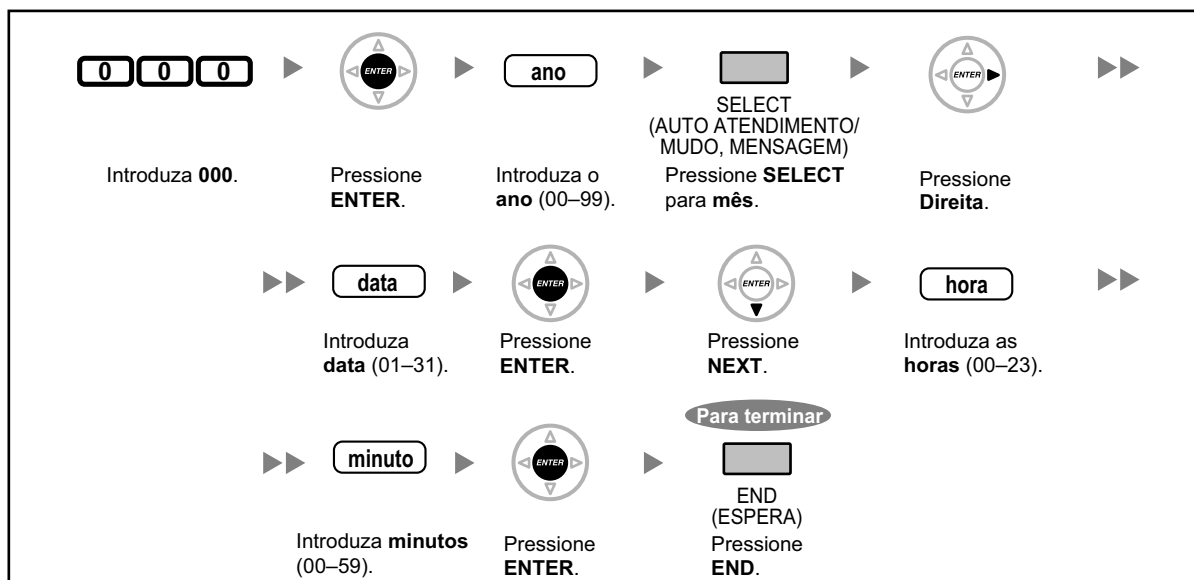 0 0 0
ENTER
ano
SELECT
(AUTO ATENDIMENTO/
MUDO, MENSAGEM)
ENTER
Introduza 000.
Pressione
ENTER.
Introduza o
ano (00–99).
Pressione SELECT
para mês.
Pressione
Direita.
data
ENTER
ENTER
hora
Introduza
data (01–31).
Pressione
ENTER.
Pressione
NEXT.
Introduza as
horas (00–23).
minuto
ENTER
Para terminar
END
(ESPERA)
Introduza minutos
(00–59).
Pressione
ENTER.
Pressione
END.